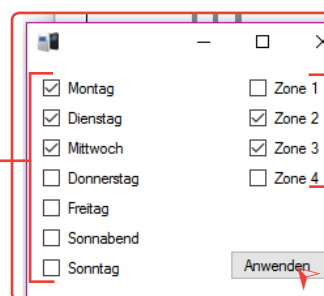 Montag
Dienstag
Mittwoch
Donnerstag
Freitag
Sonnabend
Sonntag
Zone 1
Zone 2
Zone 3
Zone 4
Anwenden